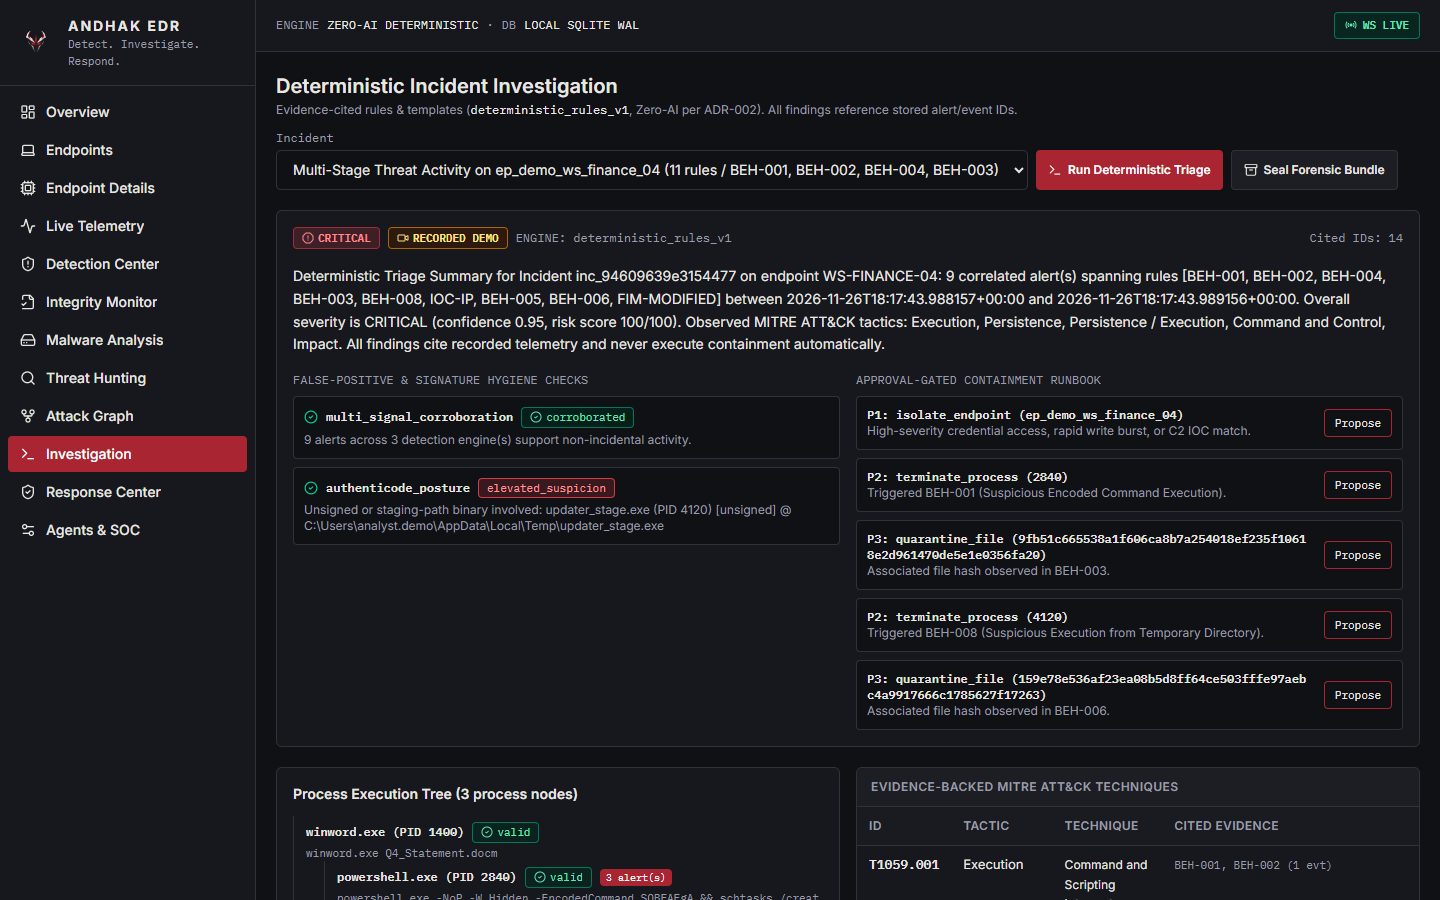 ANDHAK EDR
Detect. Investigate.
Respond.
Overview
Endpoints
Endpoint Details
Live Telemetry
Detection Center
Integrity Monitor
Malware Analysis
Threat Hunting
Attack Graph
Investigation
Response Center
Agents & SOC
ENGINE ZERO-AI DETERMINISTIC · DB LOCAL SQLITE WAL
WS LIVE
Deterministic Incident Investigation
Evidence-cited rules & templates (deterministic_rules_v1, Zero-AI per ADR-002). All findings reference stored alert/event IDs.
Incident
Multi-Stage Threat Activity on ep_demo_ws_finance_04 (11 rules / BEH-001, BEH-002, BEH-004, BEH-003)
Run Deterministic Triage
Seal Forensic Bundle
CRITICAL
RECORDED DEMO
ENGINE: deterministic_rules_v1
Cited IDs: 14
Deterministic Triage Summary for Incident inc_94609639e3154477 on endpoint WS-FINANCE-04: 9 correlated alert(s) spanning rules [BEH-001, BEH-002, BEH-004,
BEH-003, BEH-008, IOC-IP, BEH-005, BEH-006, FIM-MODIFIED] between 2026-11-26T18:17:43.988157+00:00 and 2026-11-26T18:17:43.989156+00:00. Overall
severity is CRITICAL (confidence 0.95, risk score 100/100). Observed MITRE ATT&CK tactics: Execution, Persistence, Persistence / Execution, Command and Control,
Impact. All findings cite recorded telemetry and never execute containment automatically.
FALSE-POSITIVE & SIGNATURE HYGIENE CHECKS
multi_signal_corroboration corroborated
9 alerts across 3 detection engine(s) support non-incidental activity.
authenticode_posture elevated_suspicion
Unsigned or staging-path binary involved: updater_stage.exe (PID 4120) [unsigned] @
C:\Users\analyst.demo\AppData\Local\Temp\updater_stage.exe
APPROVAL-GATED CONTAINMENT RUNBOOK
P1: isolate_endpoint (ep_demo_ws_finance_04)
High-severity credential access, rapid write burst, or C2 IOC match.
Propose
P2: terminate_process (2840)
Triggered BEH-001 (Suspicious Encoded Command Execution).
Propose
P3: quarantine_file (9fb51c665538a1f606ca8b7a254018ef235f1061
8e2d961470de5e1e0356fa20)
Associated file hash observed in BEH-003.
Propose
P2: terminate_process (4120)
Triggered BEH-008 (Suspicious Execution from Temporary Directory).
Propose
P3: quarantine_file (159e78e536af23ea08b5d8ff64ce503fffe97aeb
c4a9917666c1785627f17263)
Associated file hash observed in BEH-006.
Propose
Process Execution Tree (3 process nodes)
winword.exe (PID 1400) valid
winword.exe Q4_Statement.docm
powershell.exe (PID 2840) valid 3 alert(s)
powershell.exe -NoP -W Hidden -EncodedCommand SQBFAFgA && schtasks /creat
EVIDENCE-BACKED MITRE ATT&CK TECHNIQUES
ID TACTIC TECHNIQUE CITED EVIDENCE
T1059.001 Execution Command and BEH-001, BEH-002 (1 evt)
Scripting